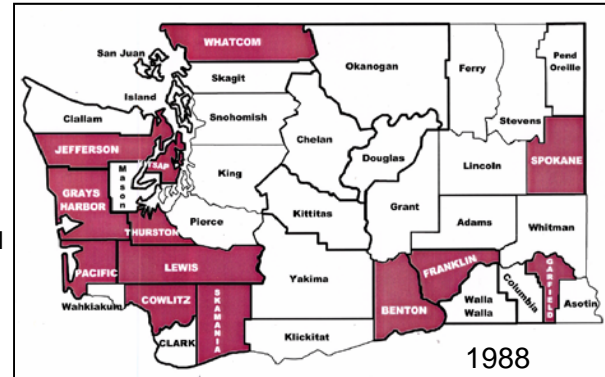 WHATCOM
San Juan
Skagit
Okanogan
Ferry
Pend
Oreille
Stevens
Island
Clallam
Snohomish
Chelan
Douglas
JEFFERSON
Mason
King
Lincoln
SPOKANE
GRAYS
HARBOR
Kittitas
Grant
THURSTON
Pierce
Adams
Whitman
PACIFIC
LEWIS
Yakima
FRANKLIN
GARFIELD
Wahkiakum
COWLITZ
SKAMANIA
BENTON
Walla
Walla
Columbia
Asotin
CLARK
Klickitat
1988